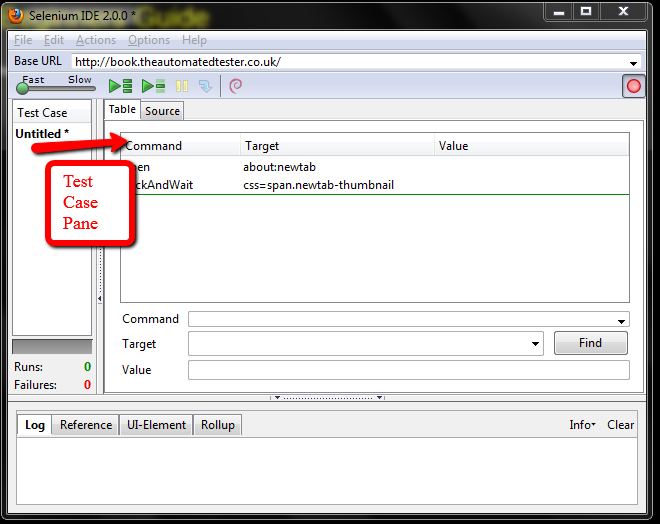 Guide
Selenium IDE 2.0.0 *
File Edit Actions Options Help
Base URL http://book.theautomatedtester.co.uk/
Fast Slow
Test Case
Untitled *
Table Source
Command Target Value
about:newtab
ckAndWait css=span.newtab-thumbnail
Test
Case
Pane
Command
Target Find
Value
Runs: 0
Failures: 0
Log Reference UI-Element Rollup Info Clear